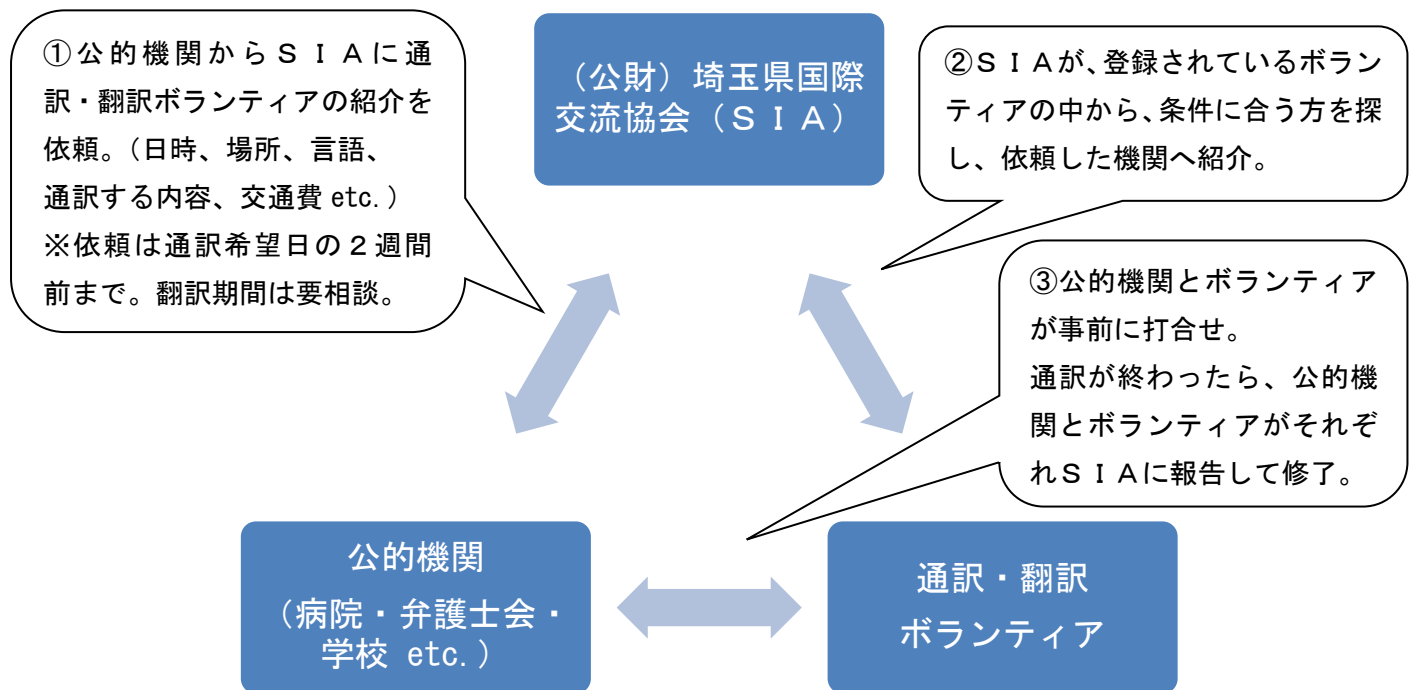 ①公的機関からＳＩＡに通
訳・翻訳ボランティアの紹介を
依頼。（日時、場所、言語、
通訳する内容、交通費 etc.）
※依頼は通訳希望日の２週間
前まで。翻訳期間は要相談。
（公財）埼玉県国際
交流協会（ＳＩＡ）
②ＳＩＡが、登録されているボラン
ティアの中から、条件に合う方を探
し、依頼した機関へ紹介。
③公的機関とボランティア
が事前に打合せ。
通訳が終わったら、公的機
関とボランティアがそれぞ
れＳＩＡに報告して修了。
公的機関
（病院・弁護士会・
学校 etc.）
通訳・翻訳
ボランティア